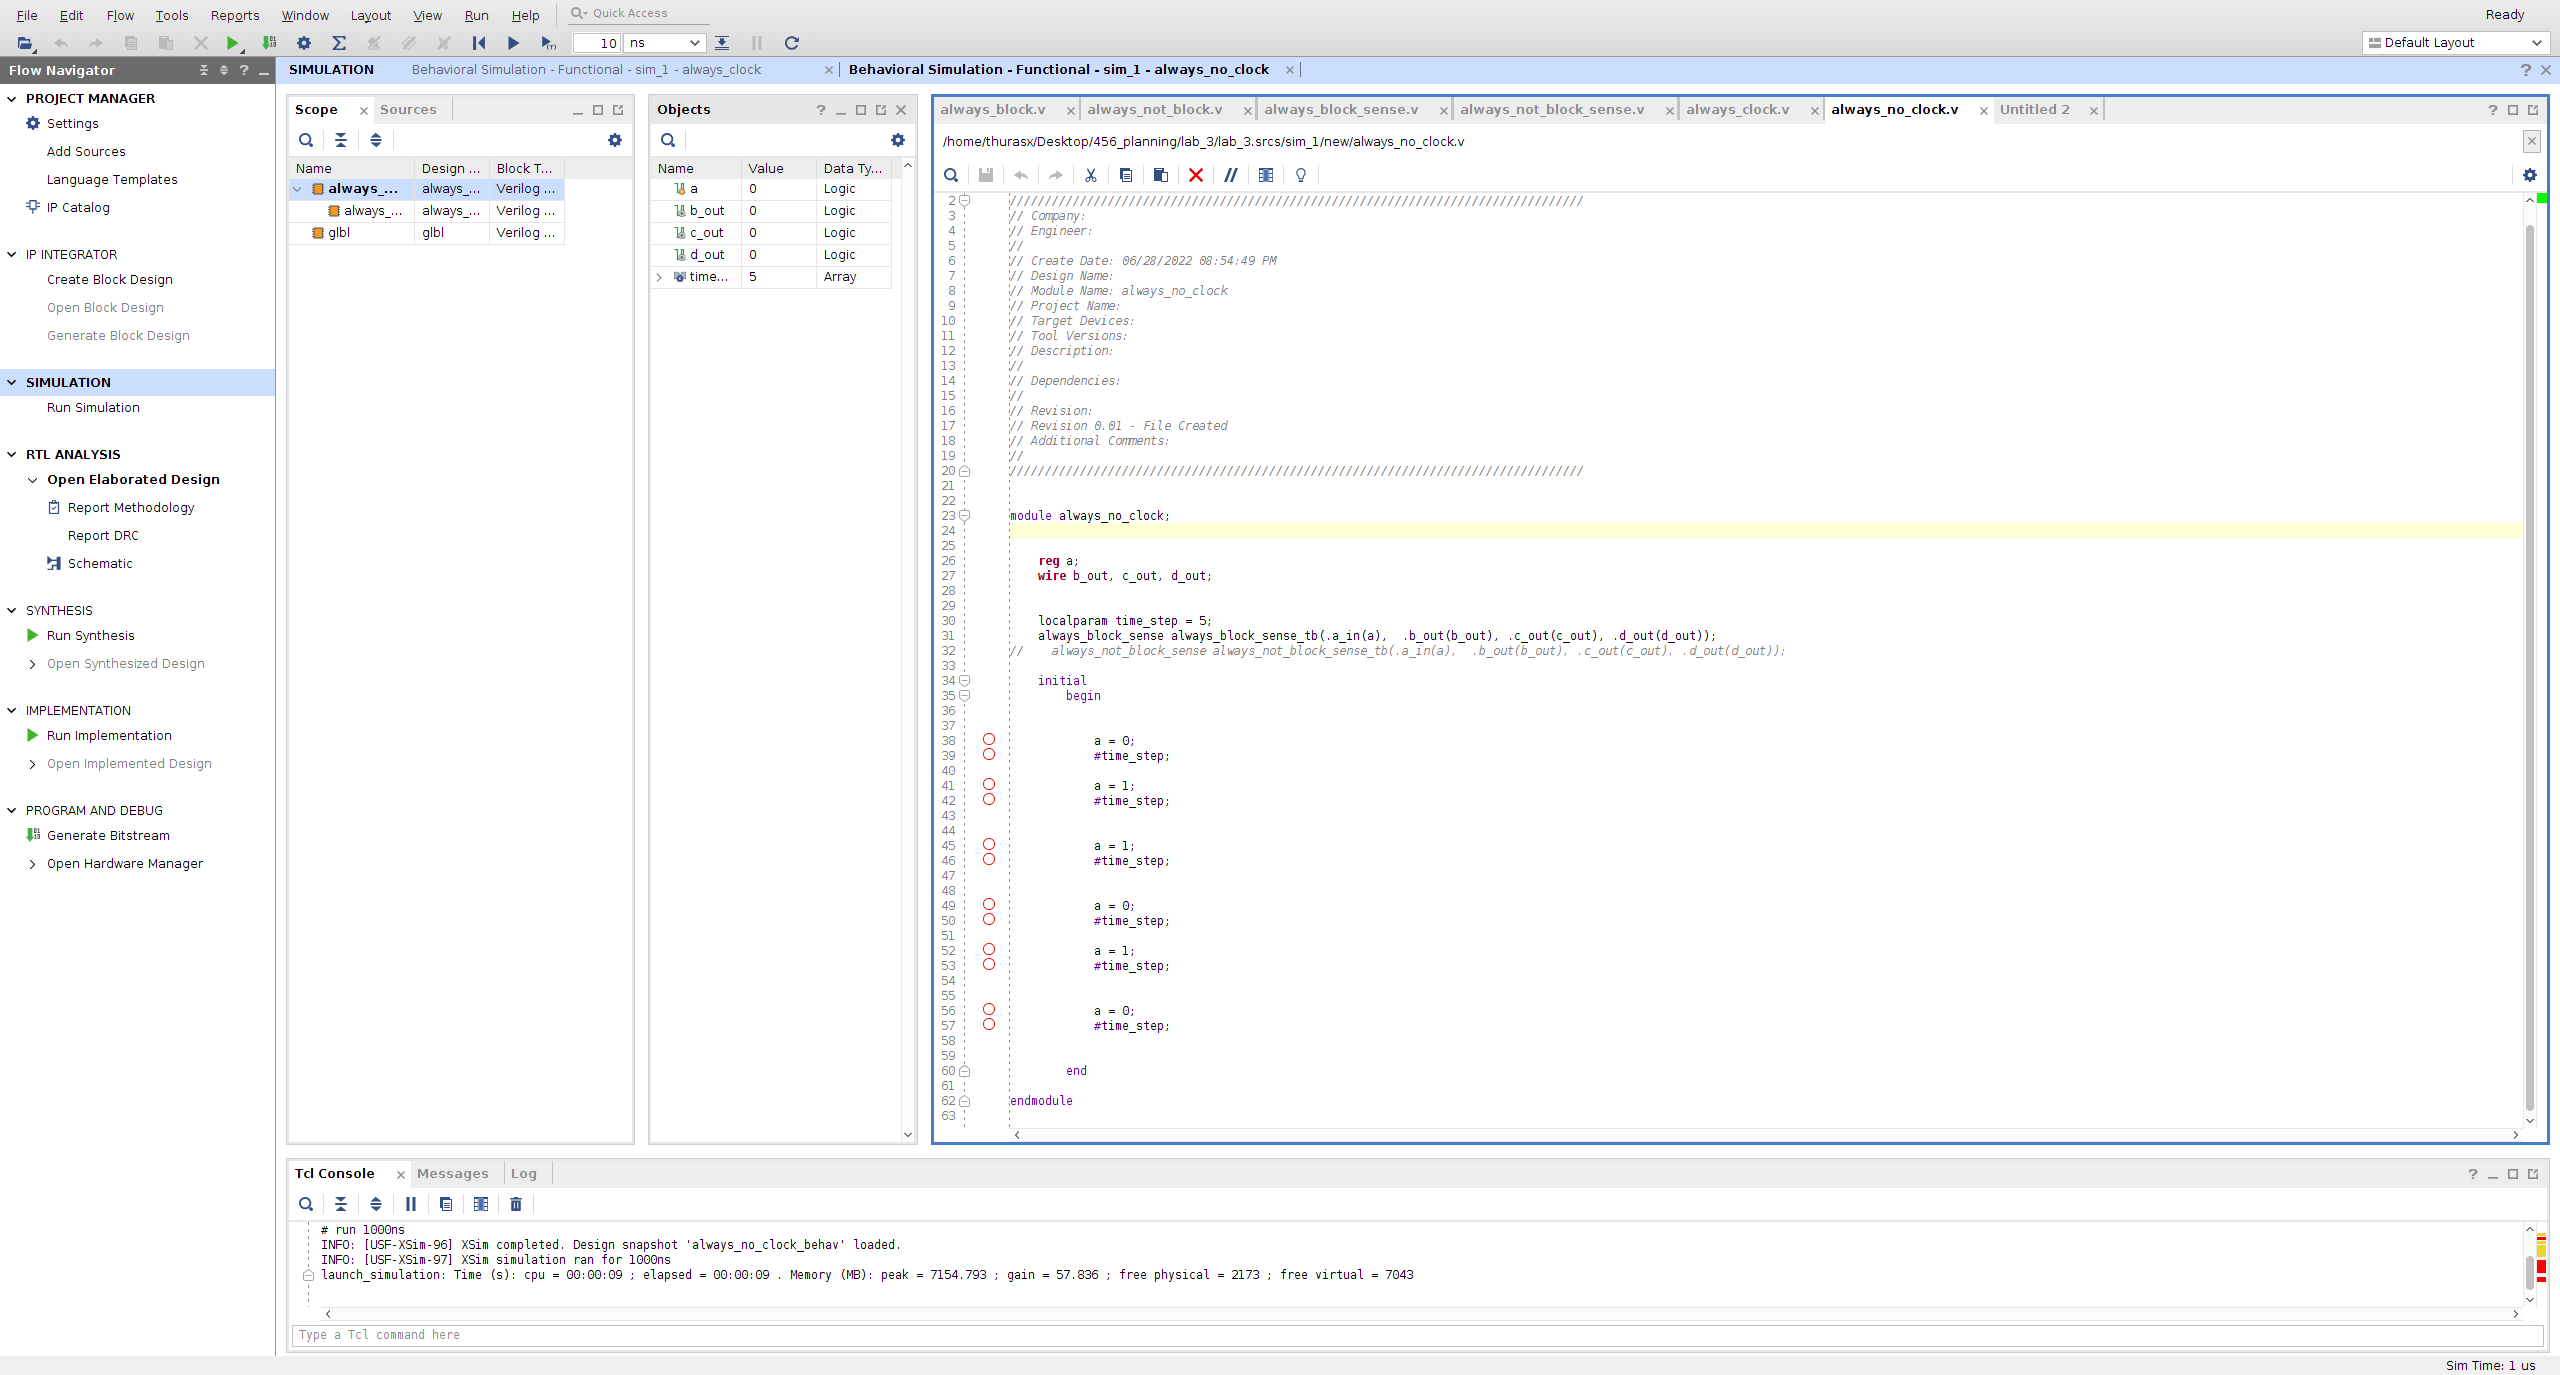 File Edit Flow Tools Reports Window Layout View Run Help Quick Access Ready
10 ns Default Layout
Flow Navigator
PROJECT MANAGER
Settings
Add Sources
Language Templates
IP Catalog
IP INTEGRATOR
Create Block Design
Open Block Design
Generate Block Design
SIMULATION
Run Simulation
RTL ANALYSIS
Open Elaborated Design
Report Methodology
Report DRC
Schematic
SYNTHESIS
Run Synthesis
Open Synthesized Design
IMPLEMENTATION
Run Implementation
Open Implemented Design
PROGRAM AND DEBUG
Generate Bitstream
Open Hardware Manager
SIMULATION Behavioral Simulation - Functional - sim_1 - always_clock Behavioral Simulation - Functional - sim_1 - always_no_clock
Scope Sources
Name Design ... Block T...
always_... always_... Verilog ...
always_... always_... Verilog ...
glbl glbl Verilog ...
Objects
Name Value Data Ty...
a 0 Logic
b_out 0 Logic
c_out 0 Logic
d_out 0 Logic
time... 5 Array
always_block.v always_not_block.v always_block_sense.v always_not_block_sense.v always_clock.v always_no_clock.v Untitled 2
/home/thurasx/Desktop/456_planning/lab_3/lab_3.srcs/sim_1/new/always_no_clock.v
2 //////////////////////////////////////////////////////////////////////////////////
3 // Company:
4 // Engineer:
5 //
6 // Create Date: 06/28/2022 08:54:49 PM
7 // Design Name:
8 // Module Name: always_no_clock
9 // Project Name:
10 // Target Devices:
11 // Tool Versions:
12 // Description:
13 //
14 // Dependencies:
15 //
16 // Revision:
17 // Revision 0.01 - File Created
18 // Additional Comments:
19 //
20 //////////////////////////////////////////////////////////////////////////////////
21
22
23 module always_no_clock;
24
25
26 reg a;
27 wire b_out, c_out, d_out;
28
29
30 localparam time_step = 5;
31 always_block_sense always_block_sense_tb(.a_in(a),  .b_out(b_out), .c_out(c_out), .d_out(d_out));
32 //    always_not_block_sense always_not_block_sense_tb(.a_in(a),  .b_out(b_out), .c_out(c_out), .d_out(d_out));
33
34 initial
35 begin
36
37
38 a = 0;
39 #time_step;
40
41 a = 1;
42 #time_step;
43
44
45 a = 1;
46 #time_step;
47
48
49 a = 0;
50 #time_step;
51
52 a = 1;
53 #time_step;
54
55
56 a = 0;
57 #time_step;
58
59
60 end
61
62 endmodule
63
Tcl Console Messages Log
# run 1000ns
INFO: [USF-XSim-96] XSim completed. Design snapshot 'always_no_clock_behav' loaded.
INFO: [USF-XSim-97] XSim simulation ran for 1000ns
launch_simulation: Time (s): cpu = 00:00:09 ; elapsed = 00:00:09 . Memory (MB): peak = 7154.793 ; gain = 57.836 ; free physical = 2173 ; free virtual = 7043
Type a Tcl command here
Sim Time: 1 us